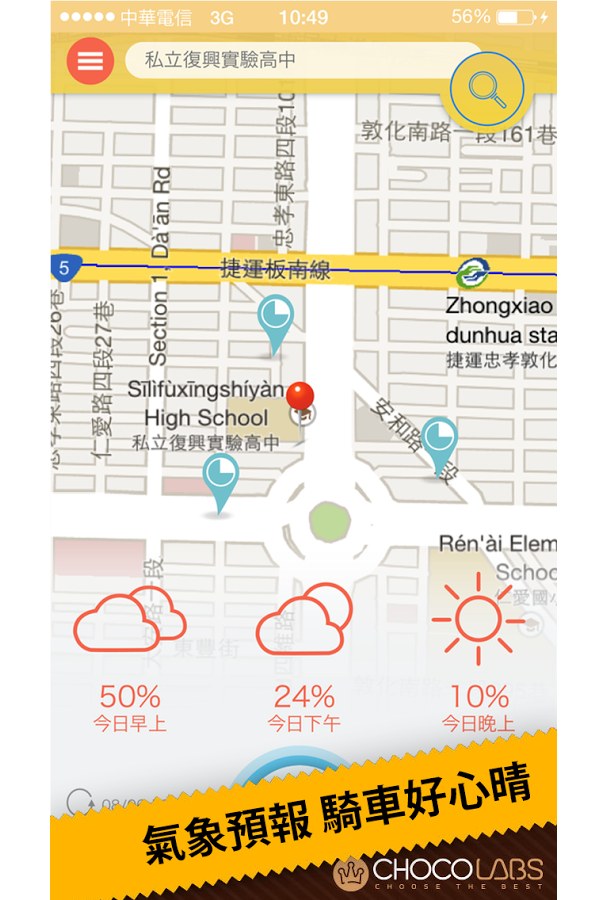 中華電信 3G 10:49 56%
私立復興實驗高中
敦化南路一段161巷
忠孝東路四段10
Section 1, Dà'ān Rd
5
捷運板南線
Zhongxiao
dunhua sta
捷運忠孝敦化
仁愛路四段27巷
Sīlìfùxīngshíyàn
High School
私立復興實驗高中
安和路一段
Rén'ài Elem
Schoo
仁愛國小
東豐街
50%
今日早上
24%
今日下午
10%
今日晚上
氣象預報 騎車好心晴
CHOCOLABS
CHOOSE THE BEST